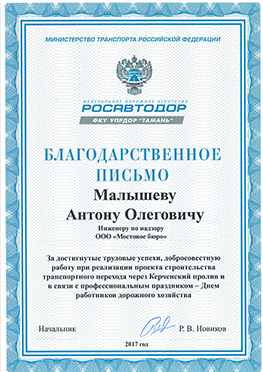 МИНИСТЕРСТВО ТРАНСПОРТА РОССИЙСКОЙ ФЕДЕРАЦИИ
ФЕДЕРАЛЬНОЕ ДОРОЖНОЕ АГЕНТСТВО
РОСАВТОДОР
ФКУ УПРДОР "ТАМАНЬ"
БЛАГОДАРСТВЕННОЕ
ПИСЬМО
Малышеву
Антону Олеговичу
Инженеру по надзору
ООО «Мостовое бюро»
За достигнутые трудовые успехи, добросовестную
работу при реализации проекта строительства
транспортного перехода через Керченский пролив и
в связи с профессиональным праздником – Днем
работников дорожного хозяйства
Начальник Р. В. Новиков
2017 год